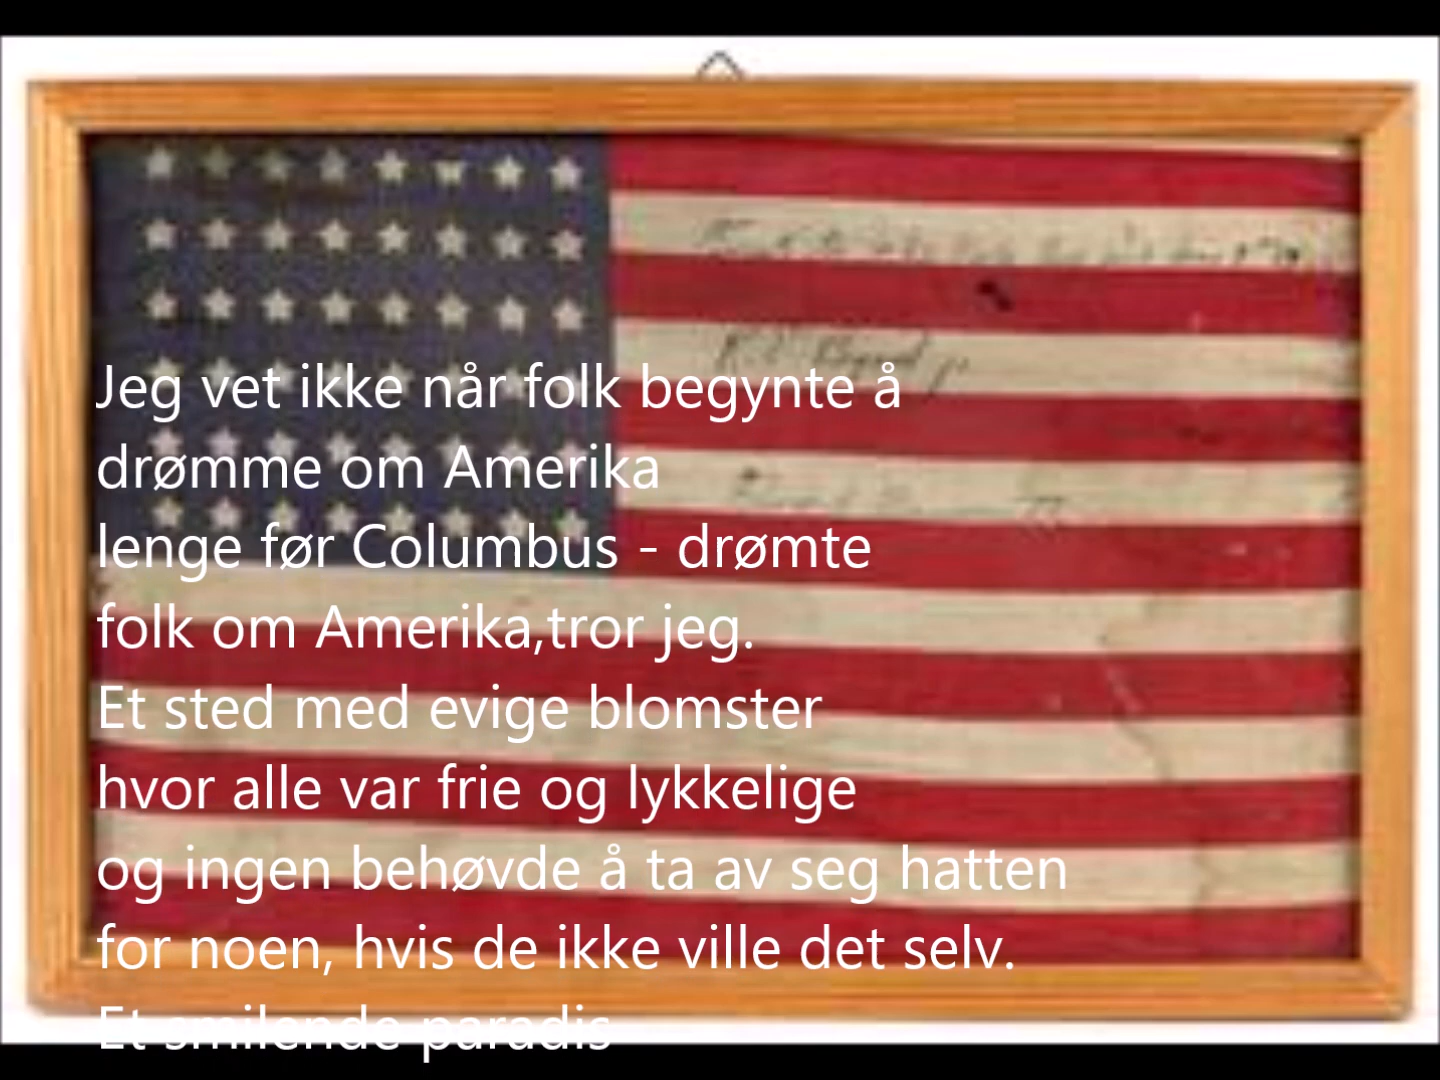 Jeg vet ikke når folk begynte å
drømme om Amerika
lenge før Columbus - drømte
folk om Amerika,tror jeg.
Et sted med evige blomster
hvor alle var frie og lykkelige
og ingen behøvde å ta av seg hatten
for noen, hvis de ikke ville det selv.
Et smilende paradis